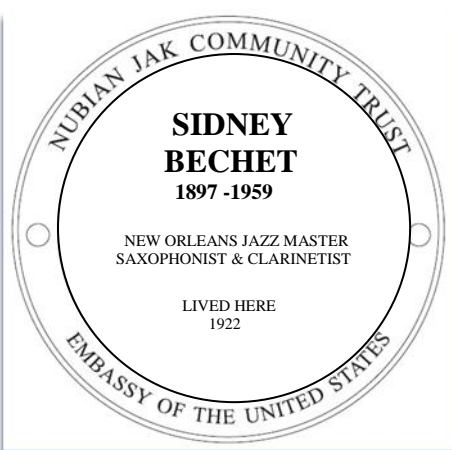 NUBIAN JAK COMMUNITY TRUST
SIDNEY
BECHET
1897 -1959
NEW ORLEANS JAZZ MASTER
SAXOPHONIST & CLARINETIST
LIVED HERE
1922
EMBASSY OF THE UNITED STATES